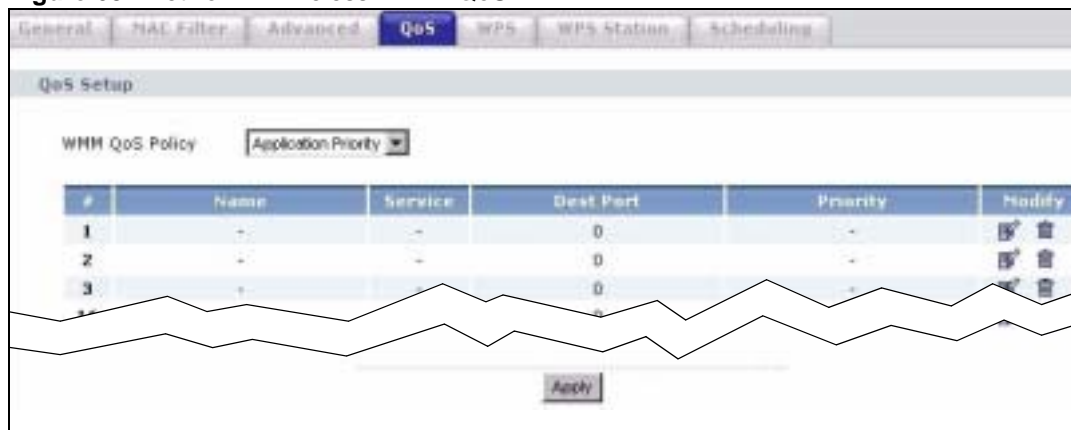 General MAC Filter Advanced QoS WPS WPS Station Scheduling
QoS Setup
WMM QoS Policy Application Priority
# Name Service Dest Port Priority Modify
1 - - 0 -
2 - - 0 -
3 - - 0 -
Apply